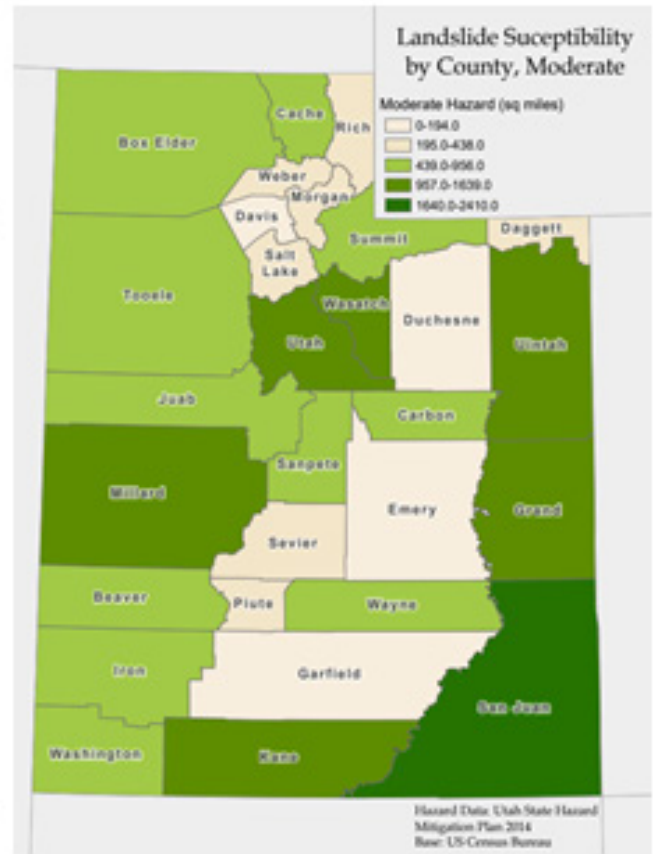 Landslide Suceptibility
by County, Moderate
Moderate Hazard (sq miles)
0-194.0
195.0-438.0
439.0-956.0
957.0-1639.0
1640.0-2410.0
Cache
Rich
Box Elder
Weber
Morgan
Davis
Summit
Daggett
Salt
Lake
Tooele
Wasatch
Duchesne
Utah
Uintah
Juab
Carbon
Sanpete
Millard
Emery
Grand
Sevier
Beaver
Piute
Wayne
Iron
Garfield
San Juan
Washington
Kane
Hazard Data: Utah State Hazard
Mitigation Plan 2014
Base: US Census Bureau